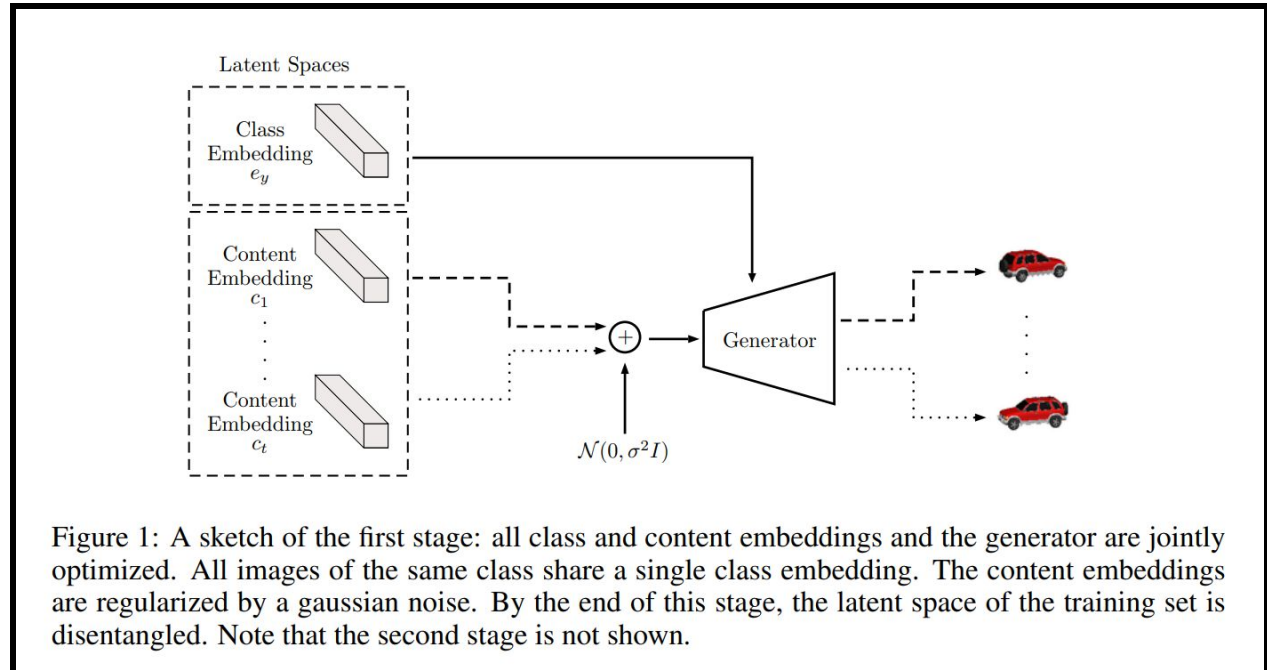 Latent Spaces
Class
Embedding
e_y
Content
Embedding
c_1
Content
Embedding
c_t
+
N(0, σ²I)
Generator
Figure 1: A sketch of the first stage: all class and content embeddings and the generator are jointly
optimized. All images of the same class share a single class embedding. The content embeddings
are regularized by a gaussian noise. By the end of this stage, the latent space of the training set is
disentangled. Note that the second stage is not shown.